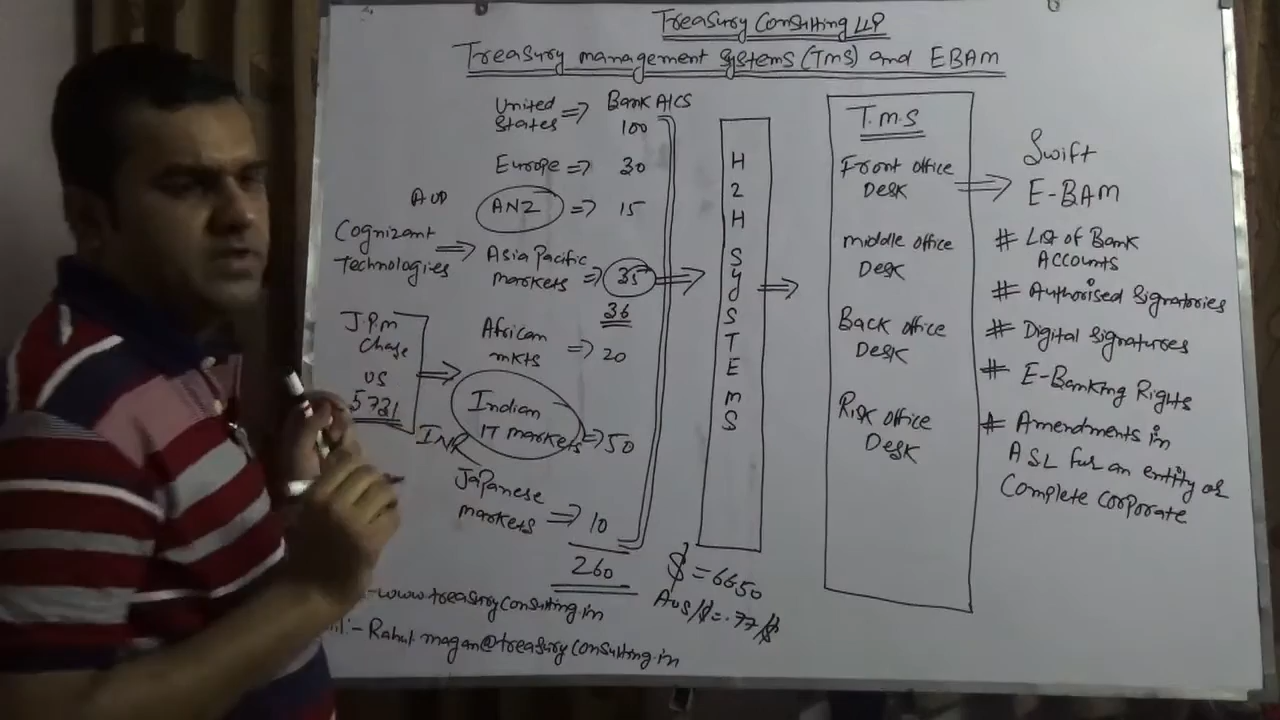 Treasury Consulting LLP
Treasury management Systems (TMS) and EBAM
United States ⇒
Bank A/CS
100
Europe ⇒ 30
AUD
ANZ ⇒ 15
Cognizant Technologies ⇒
Asia Pacific markets ⇒ 35
36
African mkts ⇒ 20
J.P.M Chase
US
5721
⇒
Indian IT markets ⇒ 50
INR
Japanese markets ⇒ 10
260
H2H SYSTEMS
$ = 6650
AUS/$ = .77 $
T.M.S
Front office
Desk
middle office
Desk
Back office
Desk
Risk office
Desk
Swift
E-BAM
# List of Bank
Accounts
# Authorised Signatories
# Digital Signatures
# E-Banking Rights
# Amendments in
ASL for an entity or
Complete Corporate
-www.treasuryconsulting.in
il:- Rahul.magan@treasuryconsulting.in